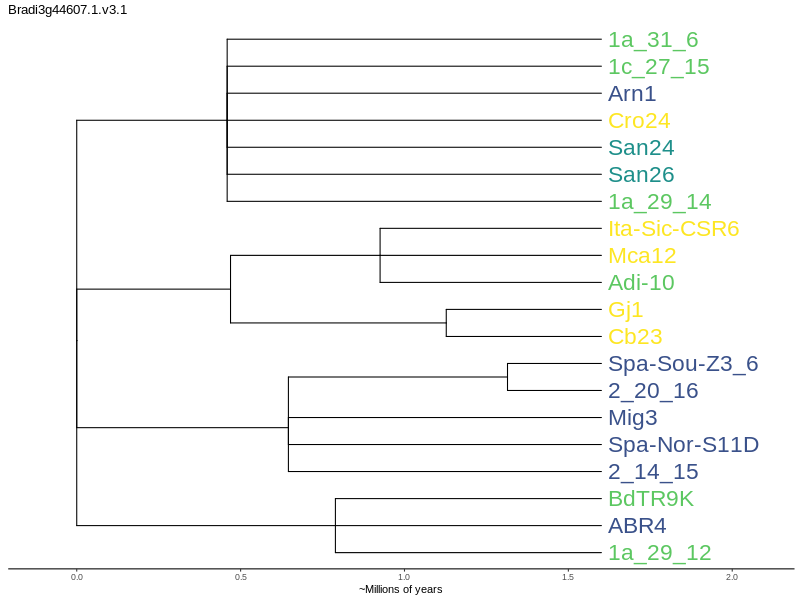 Bradi3g44607.1.v3.1
1a_31_6
1c_27_15
Arn1
Cro24
San24
San26
1a_29_14
Ita-Sic-CSR6
Mca12
Adi-10
Gj1
Cb23
Spa-Sou-Z3_6
2_20_16
Mig3
Spa-Nor-S11D
2_14_15
BdTR9K
ABR4
1a_29_12
0.0 0.5 1.0 1.5 2.0
~Millions of years